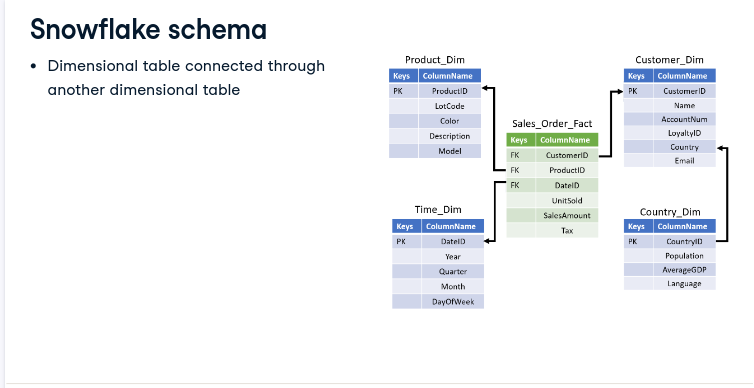 Snowflake schema
• Dimensional table connected through
another dimensional table
Product_Dim
Keys ColumnName
PK ProductID
LotCode
Color
Description
Model
Customer_Dim
Keys ColumnName
PK CustomerID
Name
AccountNum
LoyaltyID
Country
Email
Sales_Order_Fact
Keys ColumnName
FK CustomerID
FK ProductID
FK DateID
UnitSold
SalesAmount
Tax
Time_Dim
Keys ColumnName
PK DateID
Year
Quarter
Month
DayOfWeek
Country_Dim
Keys ColumnName
PK CountryID
Population
AverageGDP
Language